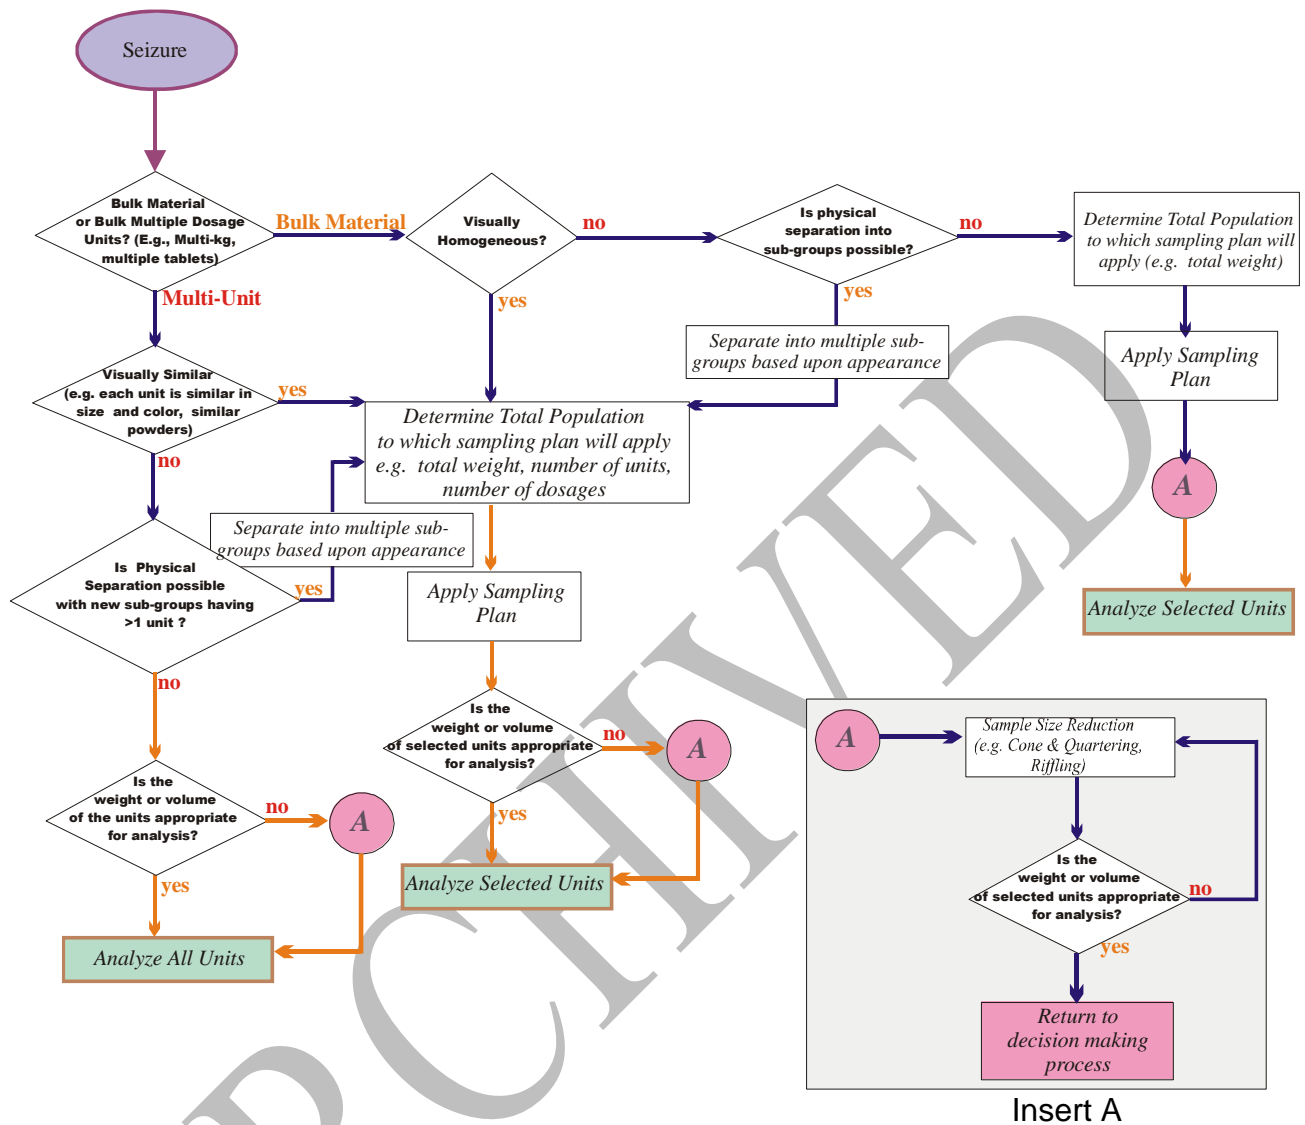 Seizure
Bulk Material
or Bulk Multiple Dosage
Units? (E.g., Multi-kg,
multiple tablets)
Bulk Material
Visually
Homogeneous?
no
Is physical
separation into
sub-groups possible?
no
Determine Total Population
to which sampling plan will
apply (e.g. total weight)
Multi-Unit
yes
yes
Separate into multiple sub-
groups based upon appearance
Apply Sampling
Plan
Visually Similar
(e.g. each unit is similar in
size and color, similar
powders)
yes
Determine Total Population
to which sampling plan will apply
e.g. total weight, number of units,
number of dosages
no
A
Separate into multiple sub-
groups based upon appearance
Is Physical
Separation possible
with new sub-groups having
>1 unit ?
yes
Apply Sampling
Plan
Analyze Selected Units
no
Is the
weight or volume
of selected units appropriate
for analysis?
no
A
yes
Analyze Selected Units
Is the
weight or volume
of the units appropriate
for analysis?
no
A
yes
Analyze All Units
A
Sample Size Reduction
(e.g. Cone & Quartering,
Riffling)
Is the
weight or volume
of selected units appropriate
for analysis?
no
yes
Return to
decision making
process
Insert A
RCHIVED